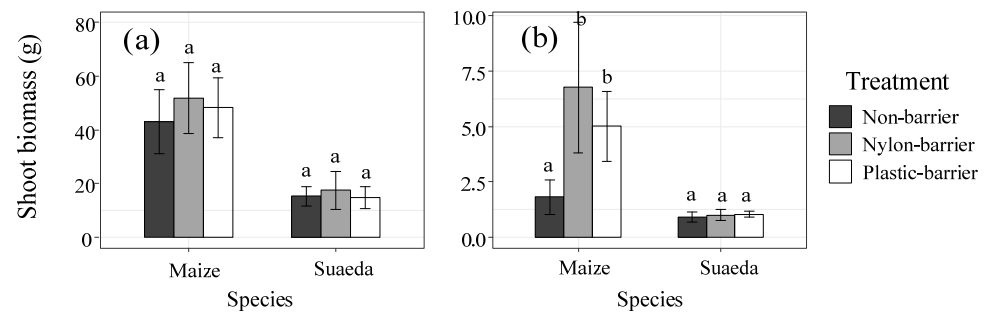 Shoot biomass (g)
80
60
40
20
0
(a)
a
a
a
a
a
a
Maize
Suaeda
Species
10.0
7.5
5.0
2.5
0.0
(b)
a
b
b
a
a
a
Maize
Suaeda
Species
Treatment
Non-barrier
Nylon-barrier
Plastic-barrier